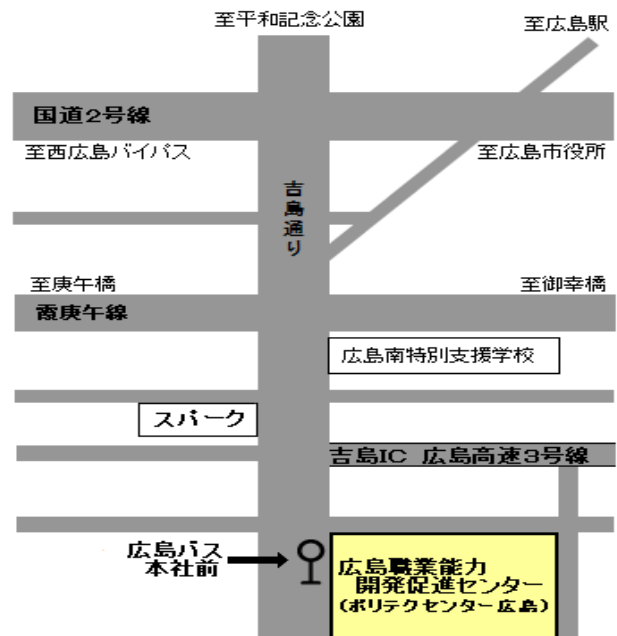 至平和記念公園
至広島駅
国道2号線
至西広島バイパス
至広島市役所
吉島通り
至庚午橋
至御幸橋
霞庚午線
広島南特別支援学校
スパーク
吉島IC 広島高速3号線
広島バス
本社前
広島職業能力
開発促進センター
(ポリテクセンター広島)